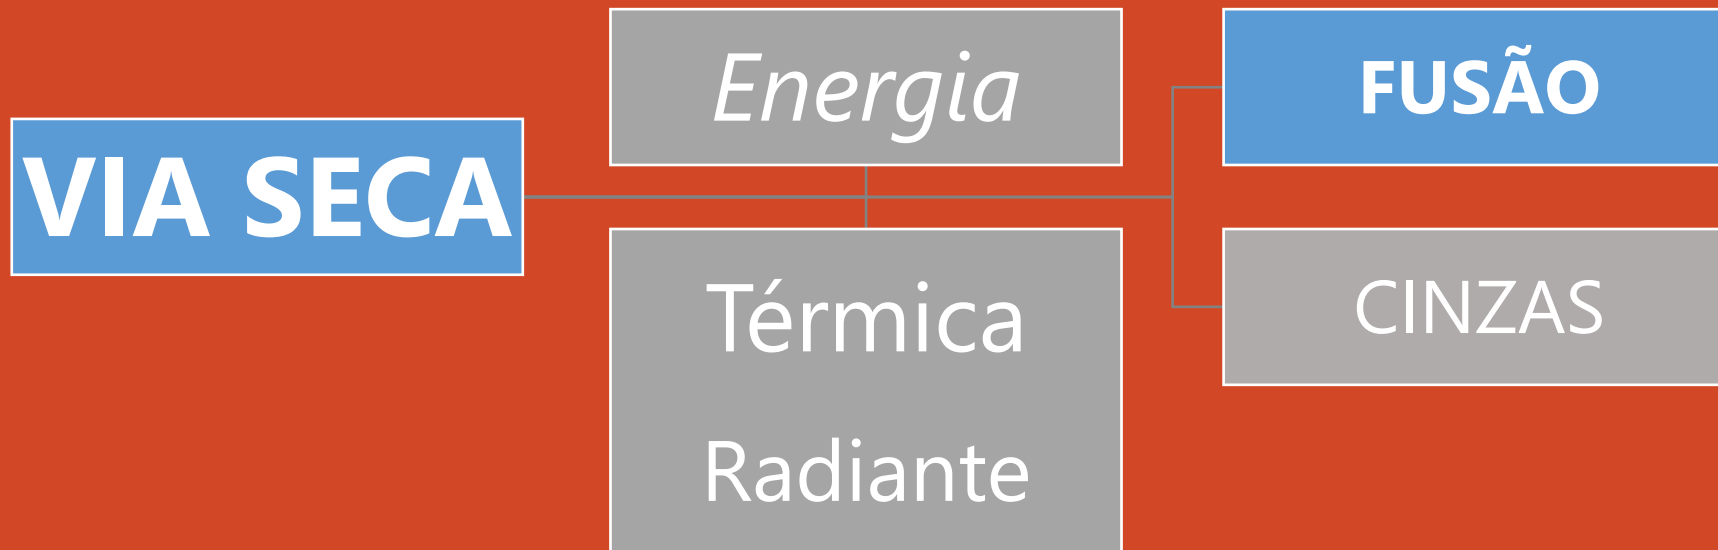 VIA SECA
Energia
Térmica
Radiante
FUSÃO
CINZAS